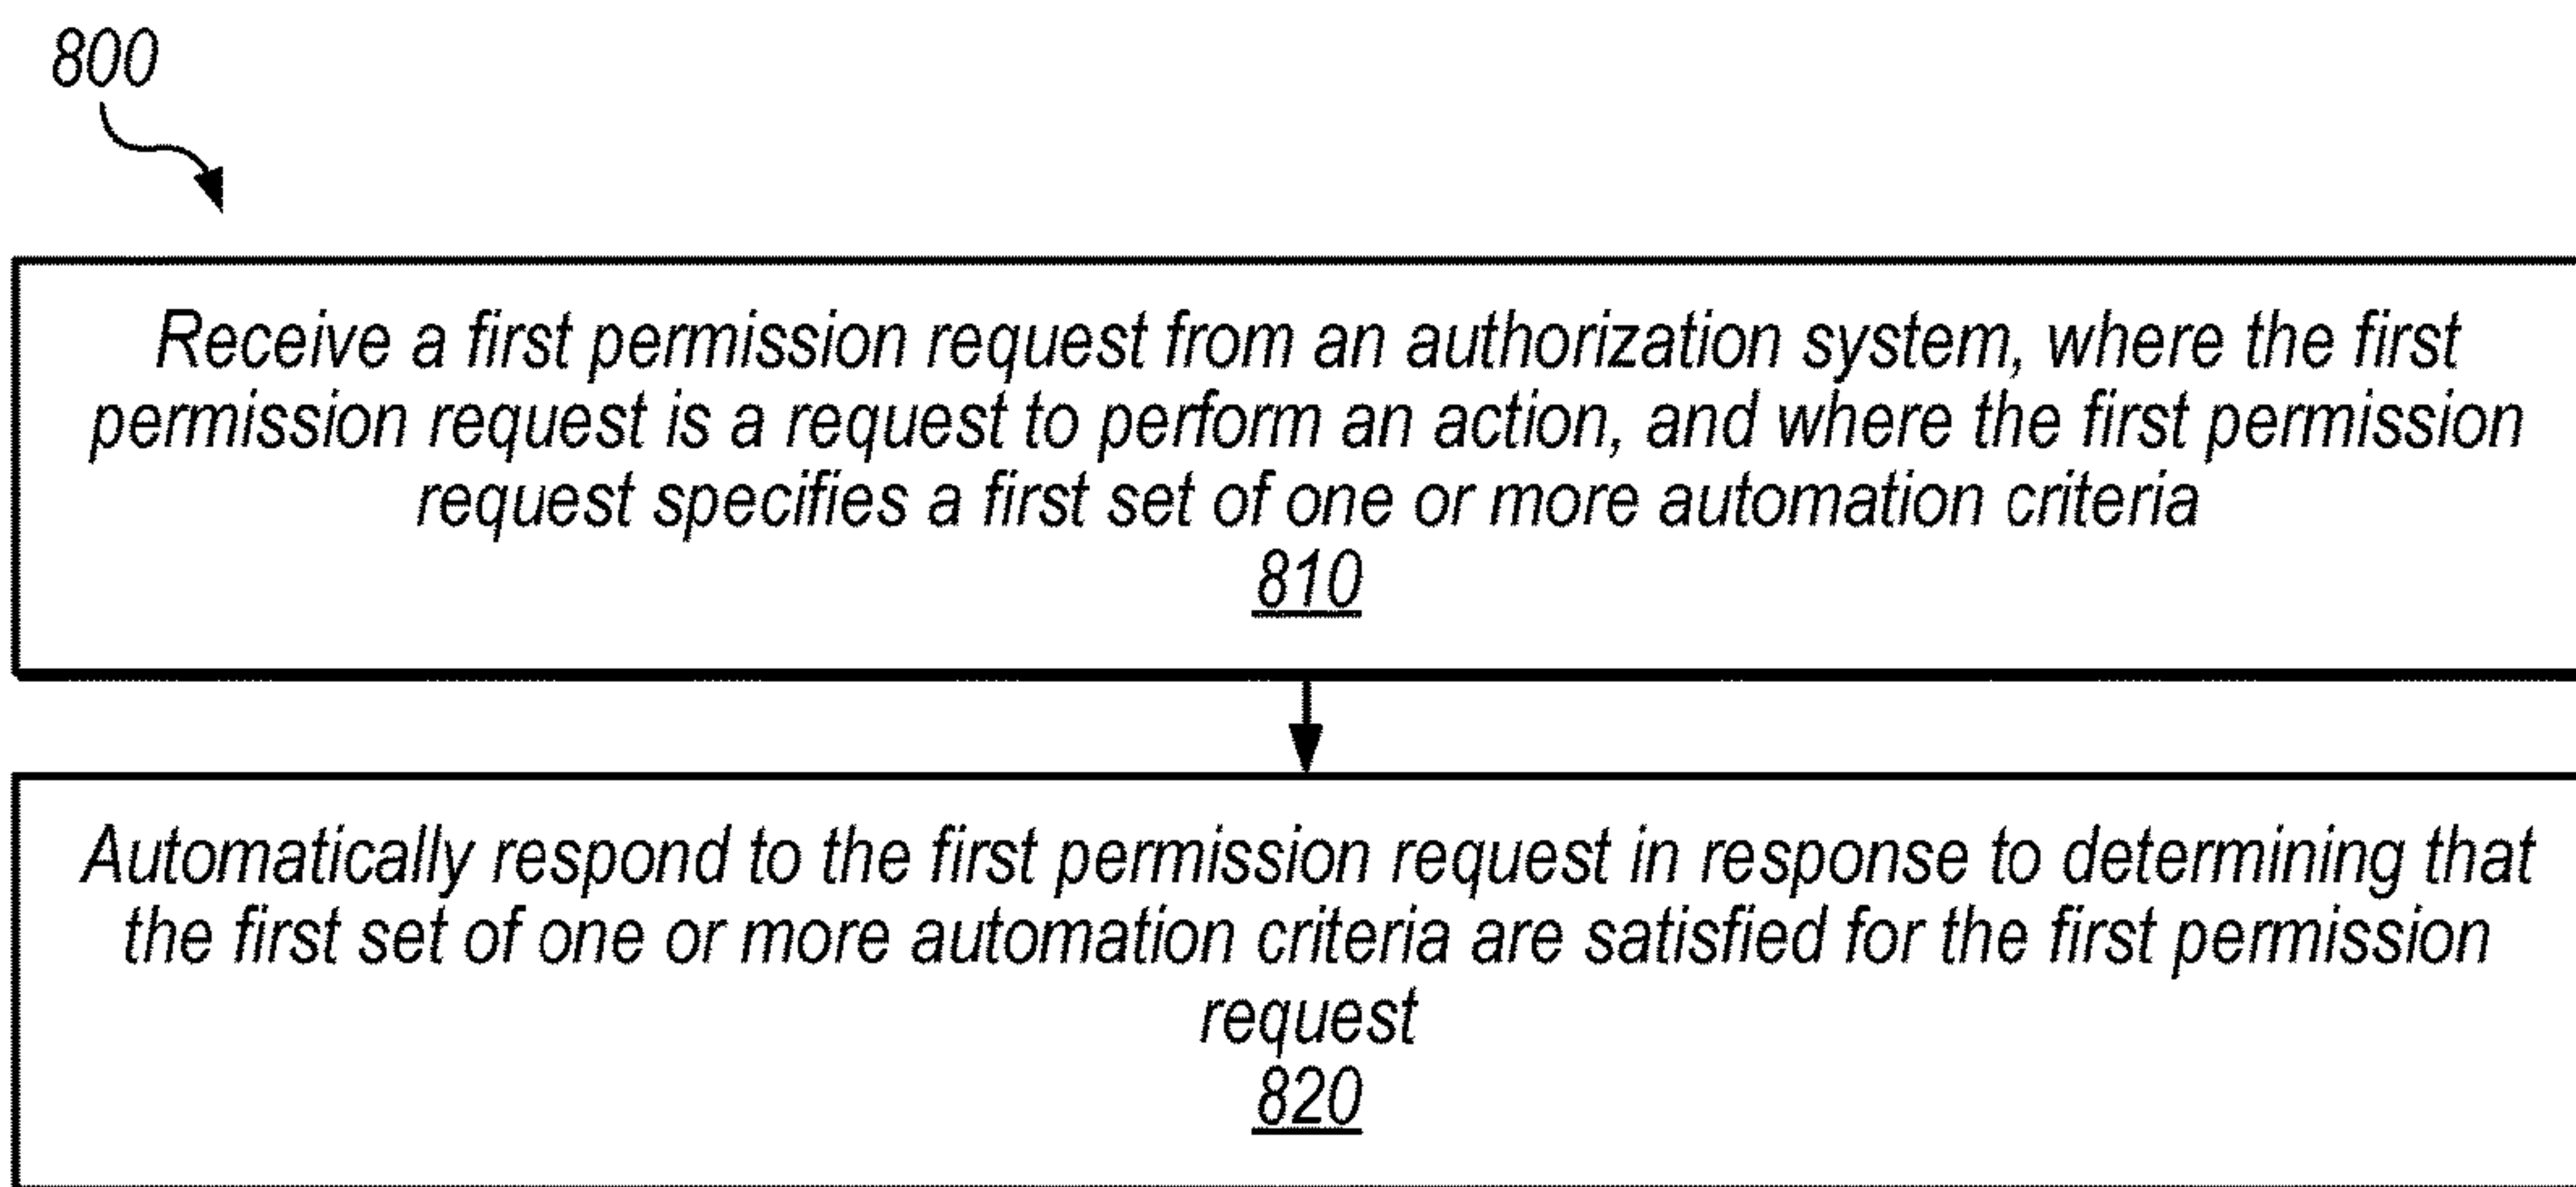 800
Receive a first permission request from an authorization system, where the first
permission request is a request to perform an action, and where the first permission
request specifies a first set of one or more automation criteria
810
Automatically respond to the first permission request in response to determining that
the first set of one or more automation criteria are satisfied for the first permission
request
820